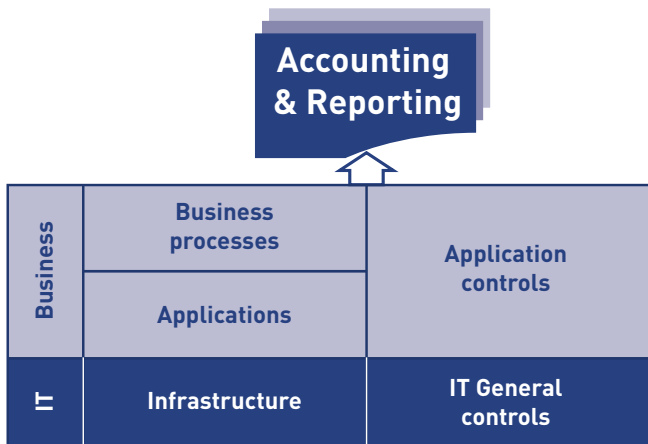 Accounting
& Reporting
Business
Business
processes
Application
controls
Applications
IT
Infrastructure
IT General
controls